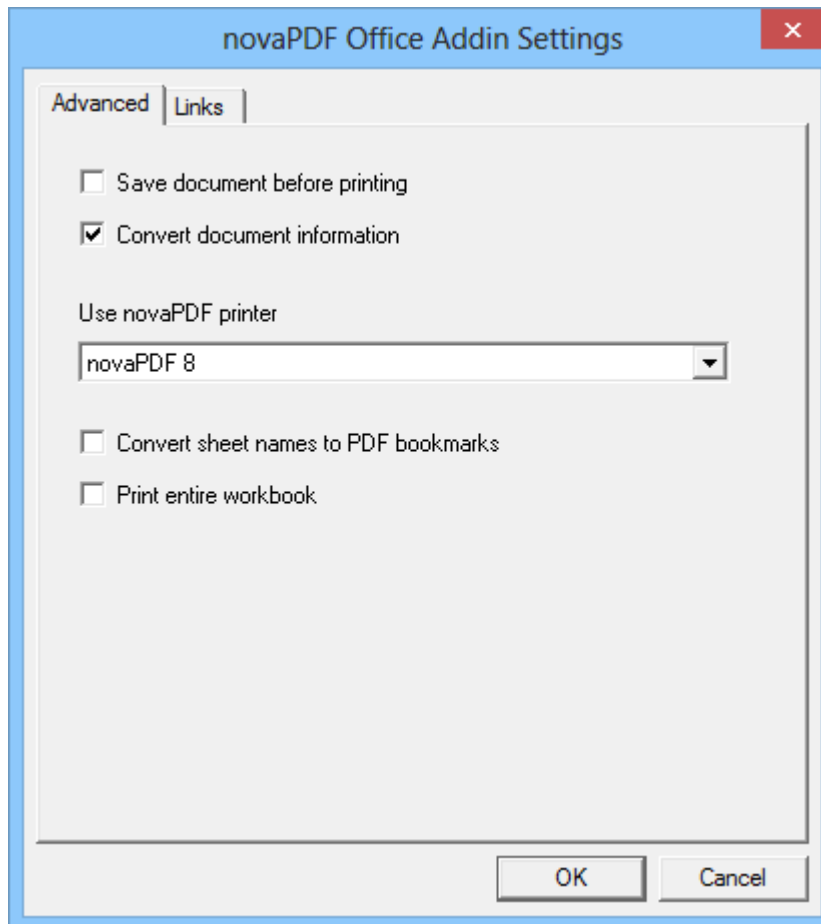 novaPDF Office Addin Settings
Advanced Links
Save document before printing
Convert document information
Use novaPDF printer
novaPDF 8
Convert sheet names to PDF bookmarks
Print entire workbook
OK Cancel